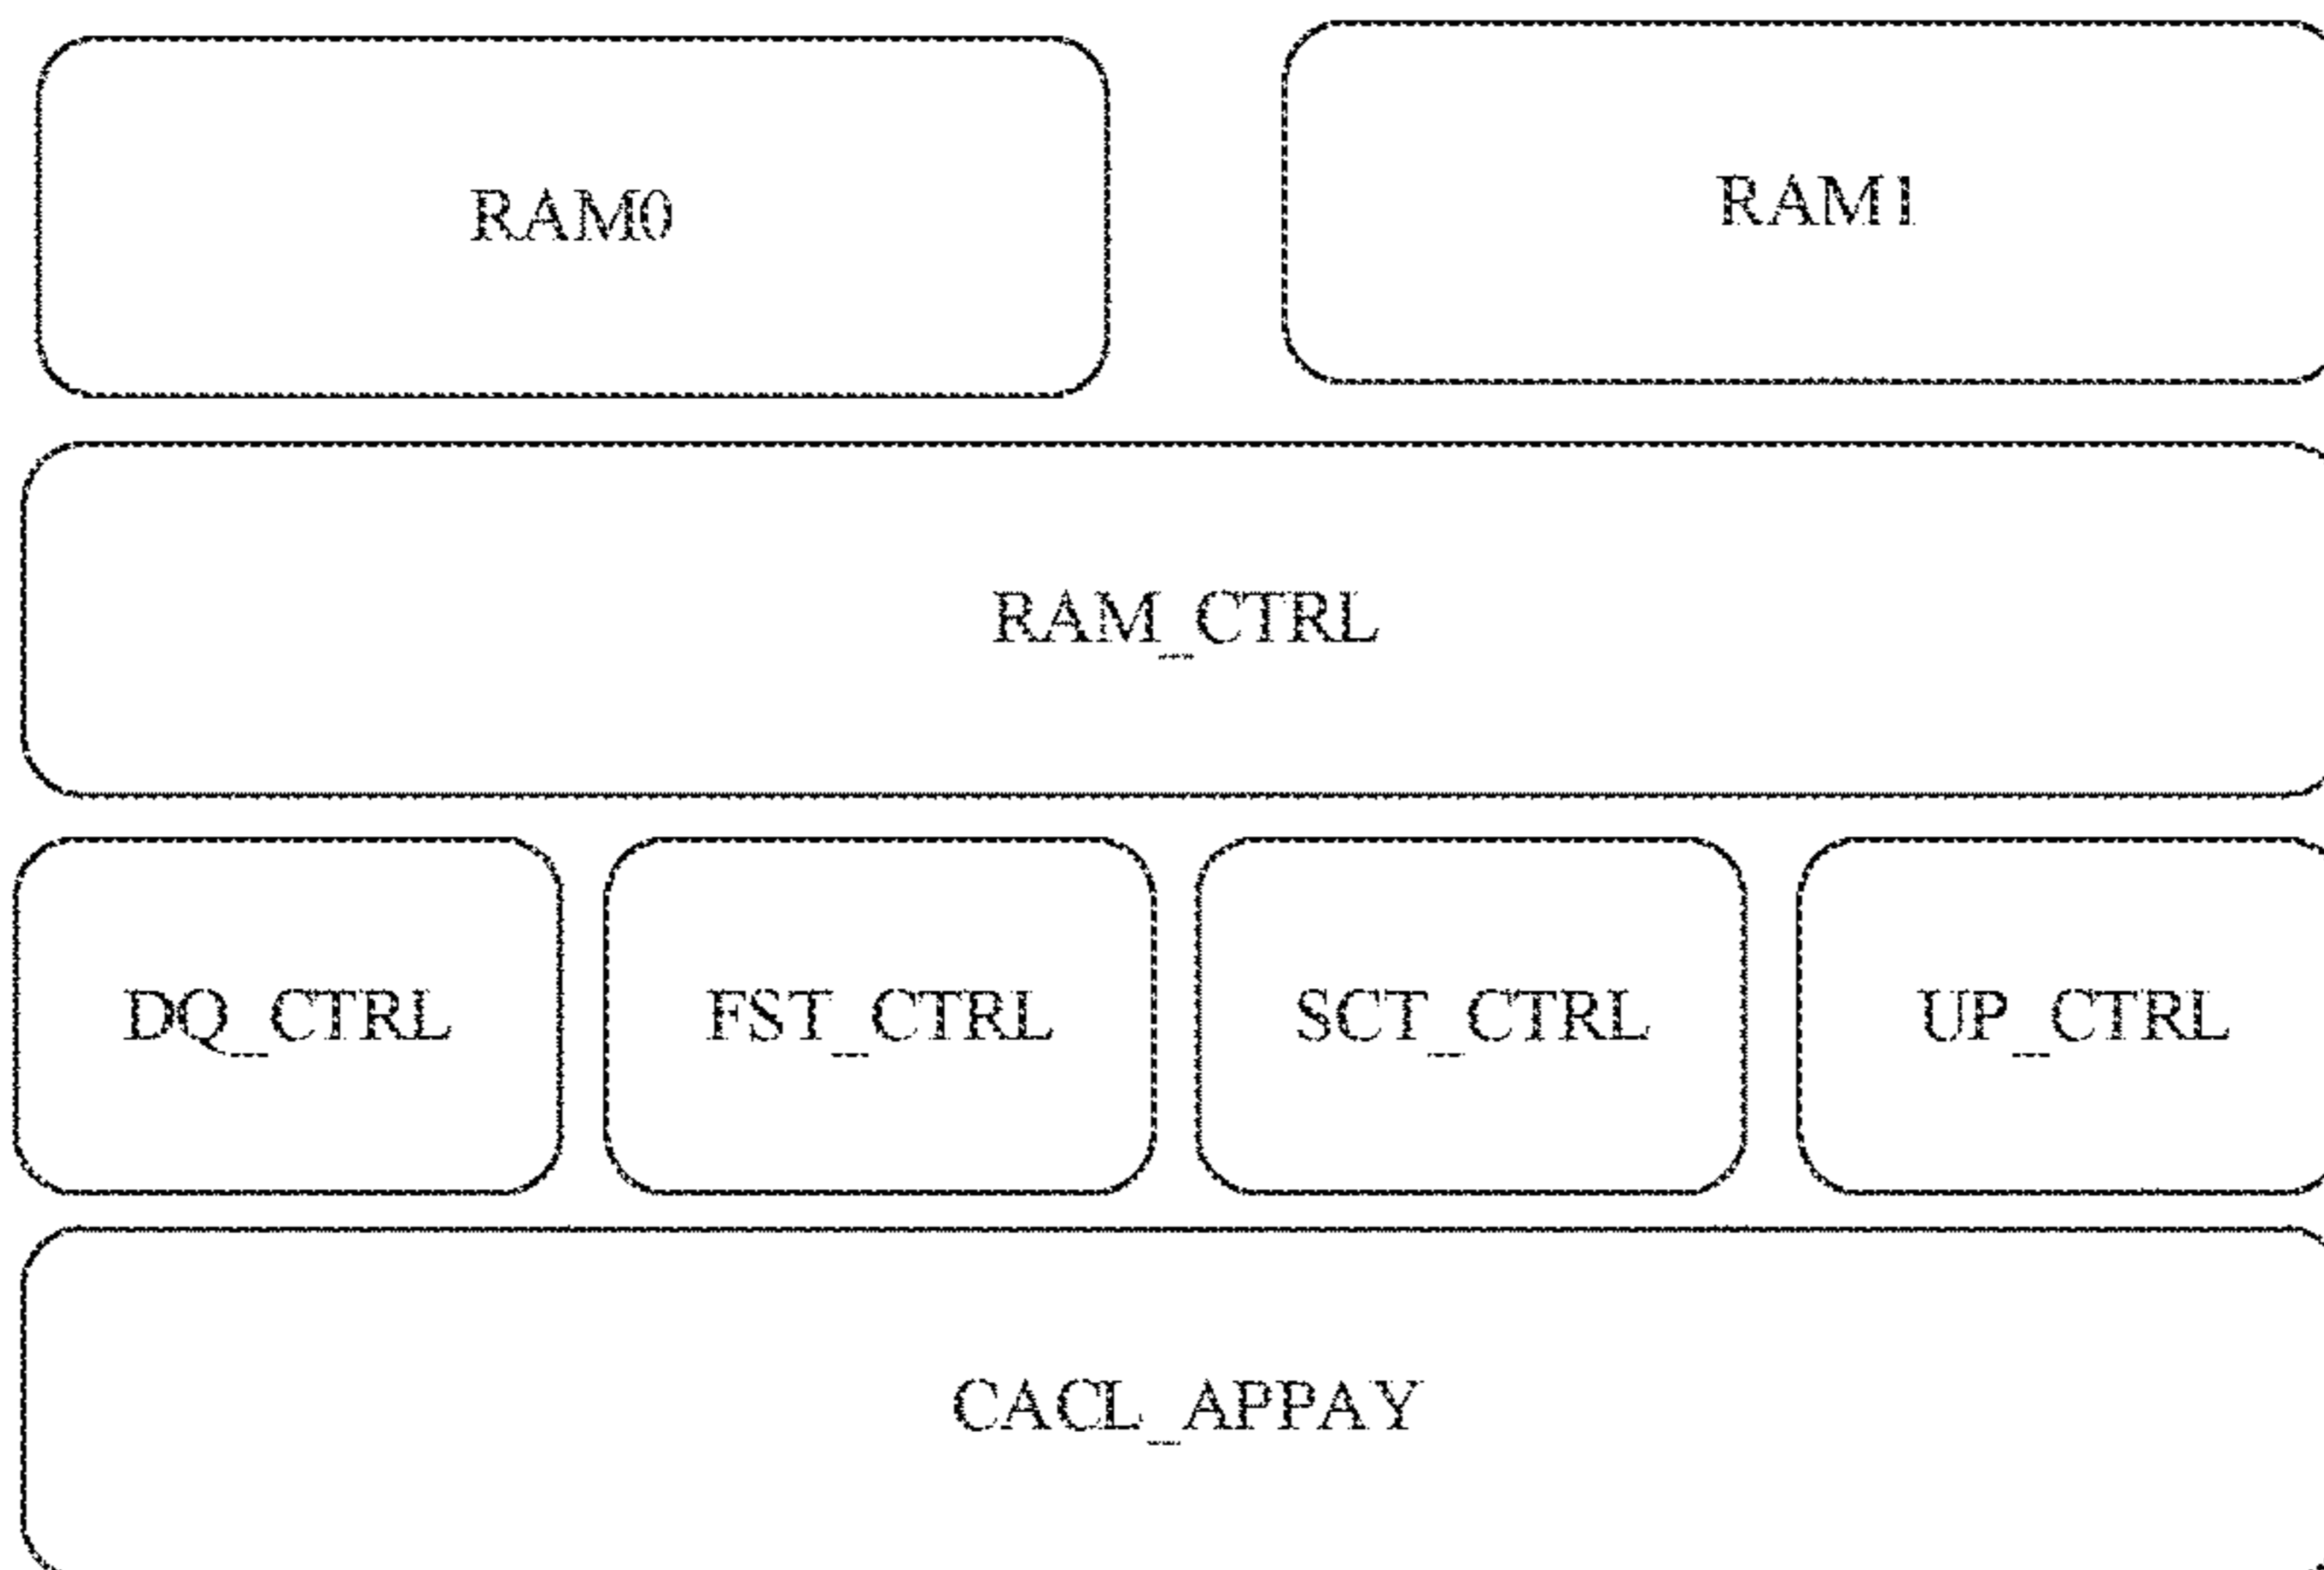 RAM0
RAM1
RAM_CTRL
DQ_CTRL
FST_CTRL
SCT_CTRL
UP_CTRL
CACL_APPAY